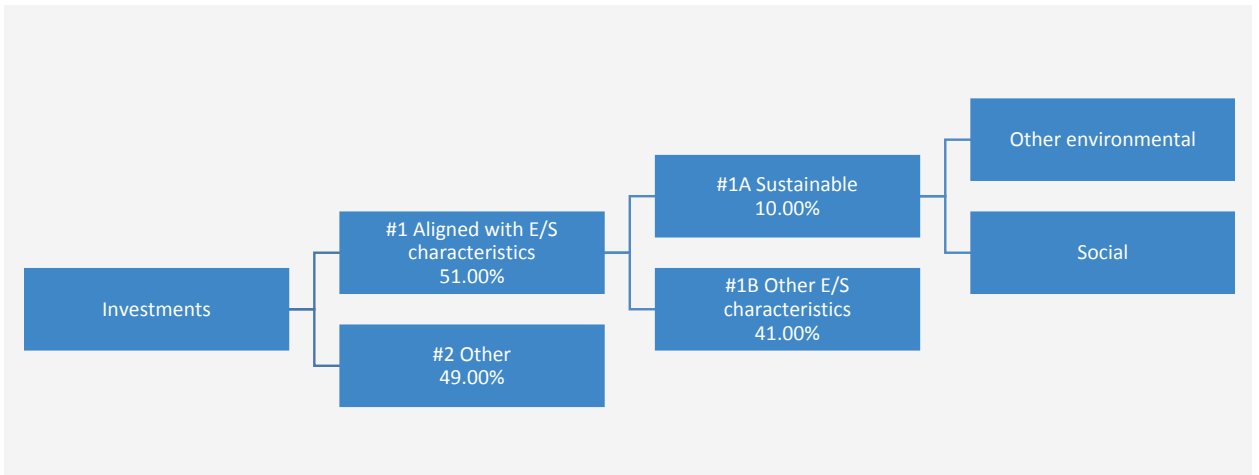 Investments
#1 Aligned with E/S
characteristics
51.00%
#2 Other
49.00%
#1A Sustainable
10.00%
#1B Other E/S
characteristics
41.00%
Other environmental
Social